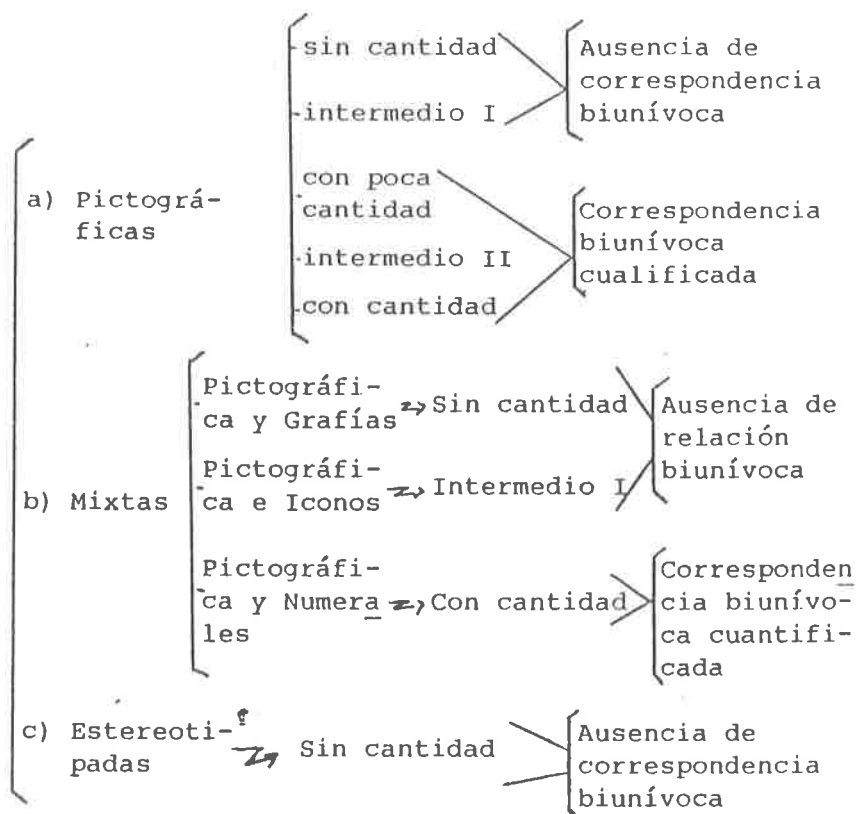 a) Pictográ-
ficas
-sin cantidad
-intermedio I
Ausencia de
correspondencia
biunívoca
con poca
-cantidad
-intermedio II
-con cantidad
Correspondencia
biunívoca
cualificada
b) Mixtas
Pictográfi-
ca y Grafías
Sin cantidad
Pictográfi-
ca e Iconos
Intermedio I
Ausencia de
relación
biunívoca
Pictográfi-
ca y Numera
les
Con cantidad
Corresponden
cia biunívo-
ca cuantifi-
cada
c) Estereoti-
padas
Sin cantidad
Ausencia de
correspondencia
biunívoca